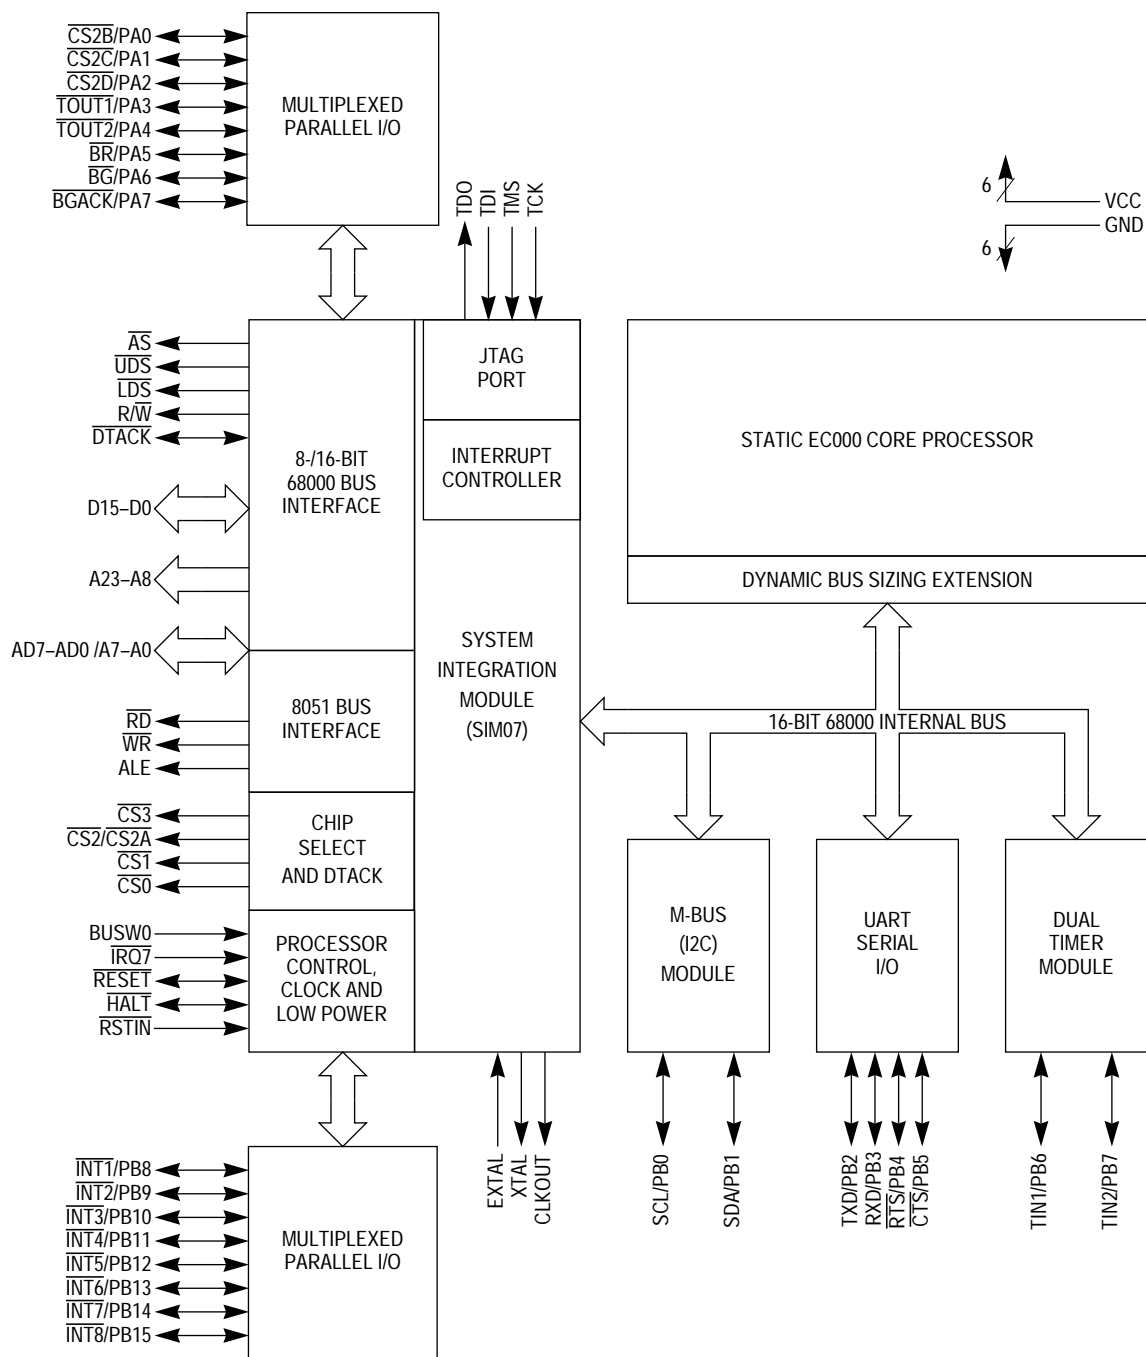 CS2B/PA0
CS2C/PA1
CS2D/PA2
TOUT1/PA3
TOUT2/PA4
BR/PA5
BG/PA6
BGACK/PA7
MULTIPLEXED
PARALLEL I/O
TDO
TDI
TMS
TCK
6
VCC
GND
6
AS
UDS
LDS
R/W
DTACK
D15–D0
A23–A8
AD7–AD0 /A7–A0
RD
WR
ALE
CS3
CS2/CS2A
CS1
CS0
BUSW0
IRQ7
RESET
HALT
RSTIN
8-/16-BIT
68000 BUS
INTERFACE
8051 BUS
INTERFACE
CHIP
SELECT
AND DTACK
PROCESSOR
CONTROL,
CLOCK AND
LOW POWER
JTAG
PORT
INTERRUPT
CONTROLLER
SYSTEM
INTEGRATION
MODULE
(SIM07)
STATIC EC000 CORE PROCESSOR
DYNAMIC BUS SIZING EXTENSION
16-BIT 68000 INTERNAL BUS
M-BUS
(I2C)
MODULE
UART
SERIAL
I/O
DUAL
TIMER
MODULE
EXTAL
XTAL
CLKOUT
SCL/PB0
SDA/PB1
TXD/PB2
RXD/PB3
RTS/PB4
CTS/PB5
TIN1/PB6
TIN2/PB7
INT1/PB8
INT2/PB9
INT3/PB10
INT4/PB11
INT5/PB12
INT6/PB13
INT7/PB14
INT8/PB15
MULTIPLEXED
PARALLEL I/O